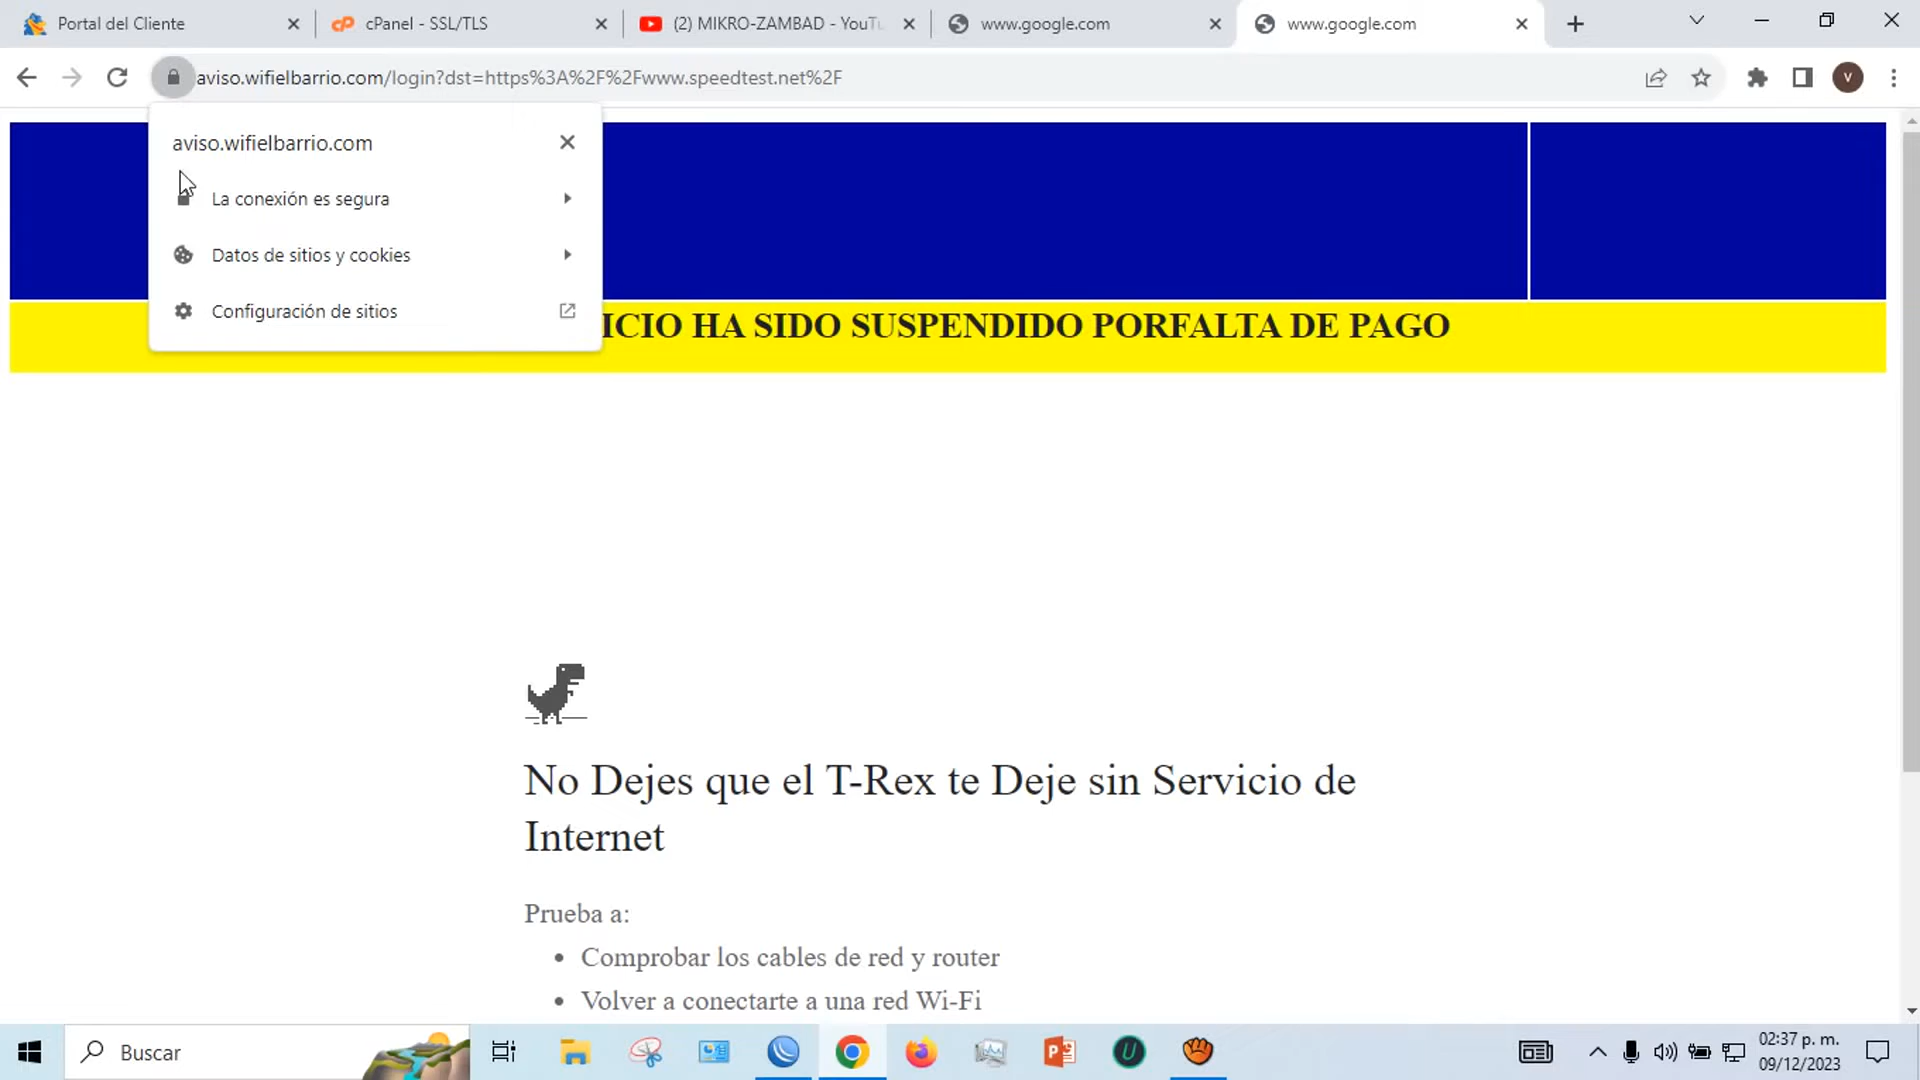 Portal del Cliente
cPanel - SSL/TLS
(2) MIKRO-ZAMBAD - YouTu
www.google.com
www.google.com
aviso.wifielbarrio.com/login?dst=https%3A%2F%2Fwww.speedtest.net%2F
V
aviso.wifielbarrio.com
La conexión es segura
Datos de sitios y cookies
Configuración de sitios
ICIO HA SIDO SUSPENDIDO PORFALTA DE PAGO
No Dejes que el T-Rex te Deje sin Servicio de
Internet
Prueba a:
• Comprobar los cables de red y router
• Volver a conectarte a una red Wi-Fi
Buscar
02:37 p. m.
09/12/2023